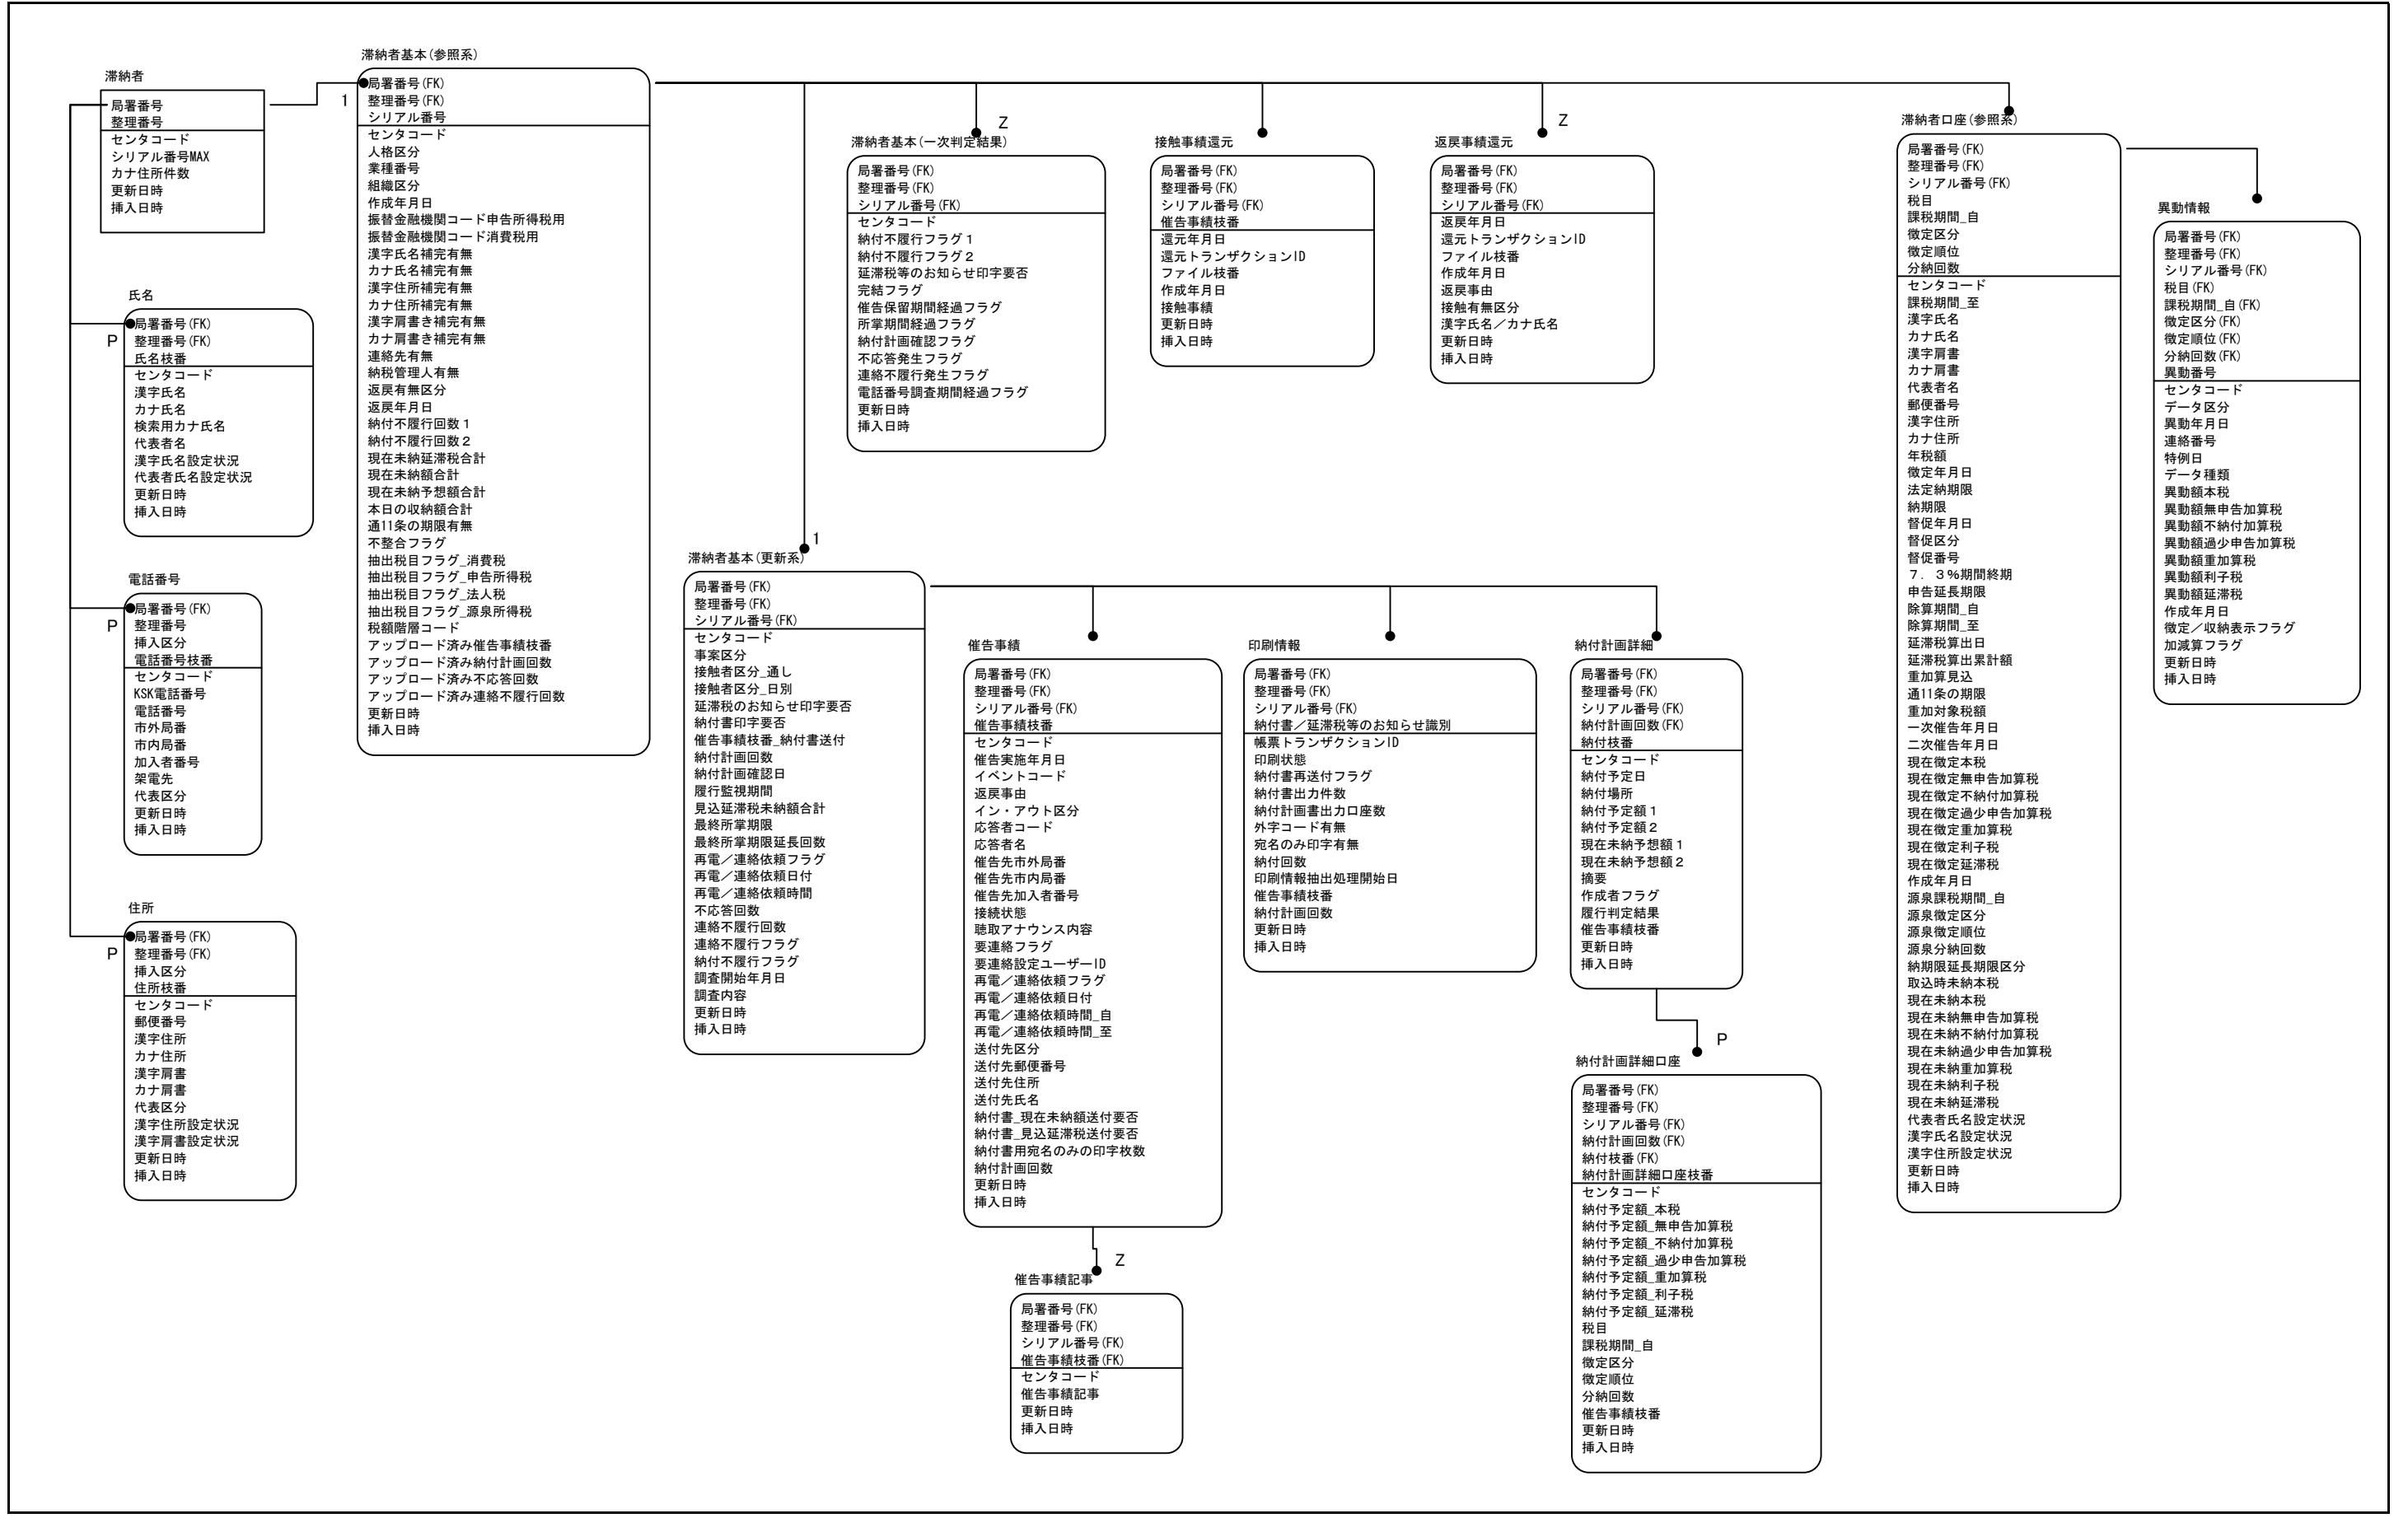 滞納者
局署番号
整理番号
センタコード
シリアル番号MAX
カナ住所件数
更新日時
挿入日時
氏名
P
局署番号(FK)
整理番号(FK)
氏名枝番
センタコード
漢字氏名
カナ氏名
検索用カナ氏名
代表者名
漢字氏名設定状況
代表者氏名設定状況
更新日時
挿入日時
電話番号
P
局署番号(FK)
整理番号
挿入区分
電話番号枝番
センタコード
KSK電話番号
電話番号
市外局番
市内局番
加入者番号
架電先
代表区分
更新日時
挿入日時
住所
P
局署番号(FK)
整理番号(FK)
挿入区分
住所枝番
センタコード
郵便番号
漢字住所
カナ住所
漢字肩書
カナ肩書
代表区分
漢字住所設定状況
漢字肩書設定状況
更新日時
挿入日時
滞納者基本(参照系)
1
局署番号(FK)
整理番号(FK)
シリアル番号
センタコード
人格区分
業種番号
組織区分
作成年月日
振替金融機関コード申告所得税用
振替金融機関コード消費税用
漢字氏名補完有無
カナ氏名補完有無
漢字住所補完有無
カナ住所補完有無
漢字肩書き補完有無
カナ肩書き補完有無
連絡先有無
納税管理人有無
返戻有無区分
返戻年月日
納付不履行回数1
納付不履行回数2
現在未納延滞税合計
現在未納額合計
現在未納予想額合計
本日の収納額合計
通11条の期限有無
不整合フラグ
抽出税目フラグ_消費税
抽出税目フラグ_申告所得税
抽出税目フラグ_法人税
抽出税目フラグ_源泉所得税
税額階層コード
アップロード済み催告事績枝番
アップロード済み納付計画回数
アップロード済み不応答回数
アップロード済み連絡不履行回数
更新日時
挿入日時
Z
滞納者基本(一次判定結果)
局署番号(FK)
整理番号(FK)
シリアル番号(FK)
センタコード
納付不履行フラグ1
納付不履行フラグ2
延滞税等のお知らせ印字要否
完結フラグ
催告保留期間経過フラグ
所掌期間経過フラグ
納付計画確認フラグ
不応答発生フラグ
連絡不履行発生フラグ
電話番号調査期間経過フラグ
更新日時
挿入日時
接触事績還元
局署番号(FK)
整理番号(FK)
シリアル番号(FK)
催告事績枝番
還元年月日
還元トランザクションID
ファイル枝番
作成年月日
接触事績
更新日時
挿入日時
Z
返戻事績還元
局署番号(FK)
整理番号(FK)
シリアル番号(FK)
返戻年月日
還元トランザクションID
ファイル枝番
作成年月日
返戻事由
接触有無区分
漢字氏名／カナ氏名
更新日時
挿入日時
1
滞納者基本(更新系)
局署番号(FK)
整理番号(FK)
シリアル番号(FK)
センタコード
事案区分
接触者区分_通し
接触者区分_日別
延滞税のお知らせ印字要否
納付書印字要否
催告事績枝番_納付書送付
納付計画回数
納付計画確認日
履行監視期間
見込延滞税未納額合計
最終所掌期限
最終所掌期限延長回数
再電／連絡依頼フラグ
再電／連絡依頼日付
再電／連絡依頼時間
不応答回数
連絡不履行回数
連絡不履行フラグ
納付不履行フラグ
調査開始年月日
調査内容
更新日時
挿入日時
催告事績
局署番号(FK)
整理番号(FK)
シリアル番号(FK)
催告事績枝番
センタコード
催告実施年月日
イベントコード
返戻事由
イン・アウト区分
応答者コード
応答者名
催告先市外局番
催告先市内局番
催告先加入者番号
接続状態
聴取アナウンス内容
要連絡フラグ
要連絡設定ユーザーID
再電／連絡依頼フラグ
再電／連絡依頼日付
再電／連絡依頼時間_自
再電／連絡依頼時間_至
送付先区分
送付先郵便番号
送付先住所
送付先氏名
納付書_現在未納額送付要否
納付書_見込延滞税送付要否
納付書用宛名のみの印字枚数
納付計画回数
更新日時
挿入日時
Z
催告事績記事
局署番号(FK)
整理番号(FK)
シリアル番号(FK)
催告事績枝番(FK)
センタコード
催告事績記事
更新日時
挿入日時
印刷情報
局署番号(FK)
整理番号(FK)
シリアル番号(FK)
納付書／延滞税等のお知らせ識別
帳票トランザクションID
印刷状態
納付書再送付フラグ
納付書出力件数
納付計画書出力口座数
外字コード有無
宛名のみ印字有無
納付回数
印刷情報抽出処理開始日
催告事績枝番
納付計画回数
更新日時
挿入日時
納付計画詳細
局署番号(FK)
整理番号(FK)
シリアル番号(FK)
納付計画回数(FK)
納付枝番
センタコード
納付予定日
納付場所
納付予定額1
納付予定額2
現在未納予想額1
現在未納予想額2
摘要
作成者フラグ
履行判定結果
催告事績枝番
更新日時
挿入日時
P
納付計画詳細口座
局署番号(FK)
整理番号(FK)
シリアル番号(FK)
納付計画回数(FK)
納付枝番(FK)
納付計画詳細口座枝番
センタコード
納付予定額_本税
納付予定額_無申告加算税
納付予定額_不納付加算税
納付予定額_過少申告加算税
納付予定額_重加算税
納付予定額_利子税
納付予定額_延滞税
税目
課税期間_自
徴定区分
徴定順位
分納回数
催告事績枝番
更新日時
挿入日時
滞納者口座(参照系)
局署番号(FK)
整理番号(FK)
シリアル番号(FK)
税目
課税期間_自
徴定区分
徴定順位
分納回数
センタコード
課税期間_至
漢字氏名
カナ氏名
漢字肩書
カナ肩書
代表者名
郵便番号
漢字住所
カナ住所
年税額
徴定年月日
法定納期限
納期限
督促年月日
督促区分
督促番号
７．３％期間終期
申告延長期限
除算期間_自
除算期間_至
延滞税算出日
延滞税算出累計額
重加算見込
通11条の期限
重加対象税額
一次催告年月日
二次催告年月日
現在徴定本税
現在徴定無申告加算税
現在徴定不納付加算税
現在徴定過少申告加算税
現在徴定重加算税
現在徴定利子税
現在徴定延滞税
作成年月日
源泉課税期間_自
源泉徴定区分
源泉徴定順位
源泉分納回数
納期限延長期限区分
取込時未納本税
現在未納本税
現在未納無申告加算税
現在未納不納付加算税
現在未納過少申告加算税
現在未納重加算税
現在未納利子税
現在未納延滞税
代表者氏名設定状況
漢字氏名設定状況
漢字住所設定状況
更新日時
挿入日時
異動情報
局署番号(FK)
整理番号(FK)
シリアル番号(FK)
税目(FK)
課税期間_自(FK)
徴定区分(FK)
徴定順位(FK)
分納回数(FK)
異動番号
センタコード
データ区分
異動年月日
連絡番号
特例日
データ種類
異動額本税
異動額無申告加算税
異動額不納付加算税
異動額過少申告加算税
異動額重加算税
異動額利子税
異動額延滞税
作成年月日
徴定／収納表示フラグ
加減算フラグ
更新日時
挿入日時